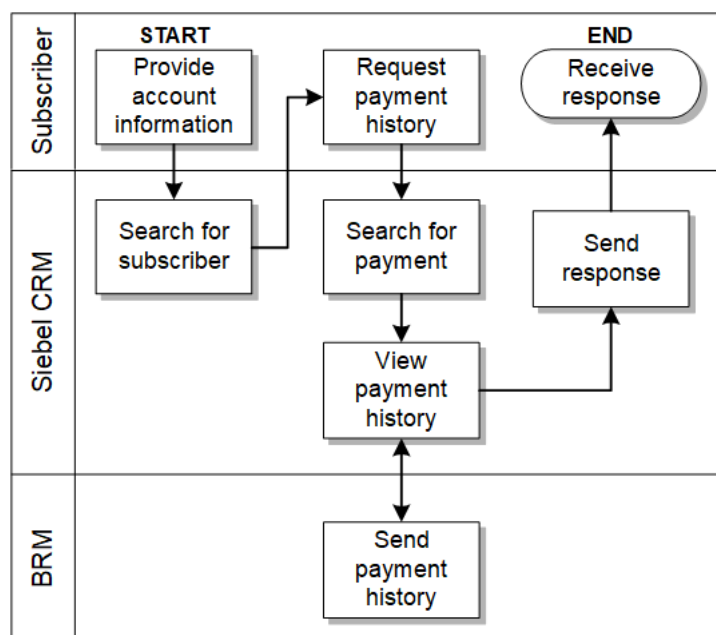 Subscriber
START
Provide
account
information
Request
payment
history
END
Receive
response
Siebel CRM
Search for
subscriber
Search for
payment
Send
response
View
payment
history
BRM
Send
payment
history